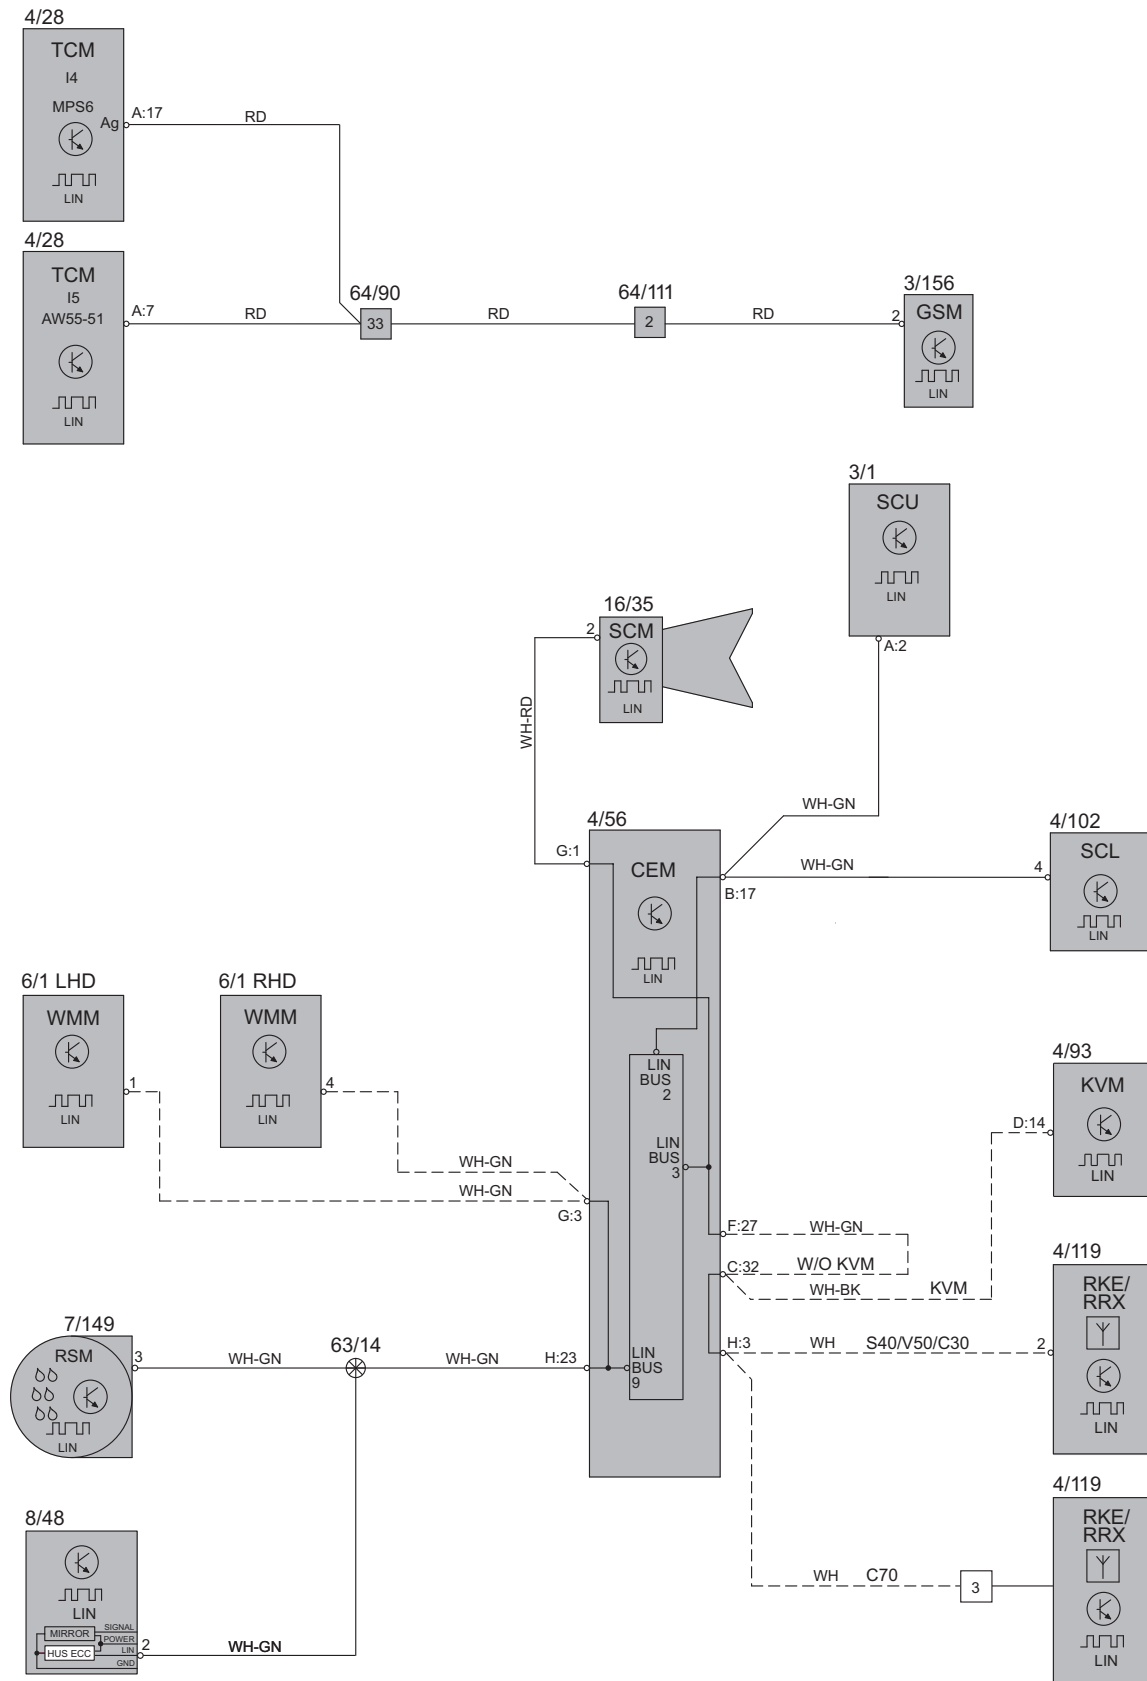 4/28
TCM
I4
MPS6
Ag
A:17
RD
LIN
4/28
TCM
I5
AW55-51
A:7
RD
LIN
64/90
33
RD
64/111
2
RD
3/156
2
GSM
LIN
3/1
SCU
LIN
A:2
16/35
2
SCM
LIN
WH-RD
WH-GN
4/56
G:1
CEM
LIN
B:17
WH-GN
4/102
4
SCL
LIN
6/1 LHD
WMM
LIN
1
6/1 RHD
WMM
LIN
4
WH-GN
WH-GN
G:3
LIN
BUS
2
LIN
BUS
3
4/93
D:14
KVM
LIN
F:27
WH-GN
C:32
W/O KVM
WH-BK
KVM
4/119
RKE/
RRX
LIN
H:3
WH
S40/V50/C30
2
7/149
RSM
LIN
3
WH-GN
63/14
WH-GN
H:23
LIN
BUS
9
4/119
RKE/
RRX
LIN
WH
C70
3
8/48
LIN
MIRROR
HUS ECC
SIGNAL
POWER
LIN
GND
2
WH-GN